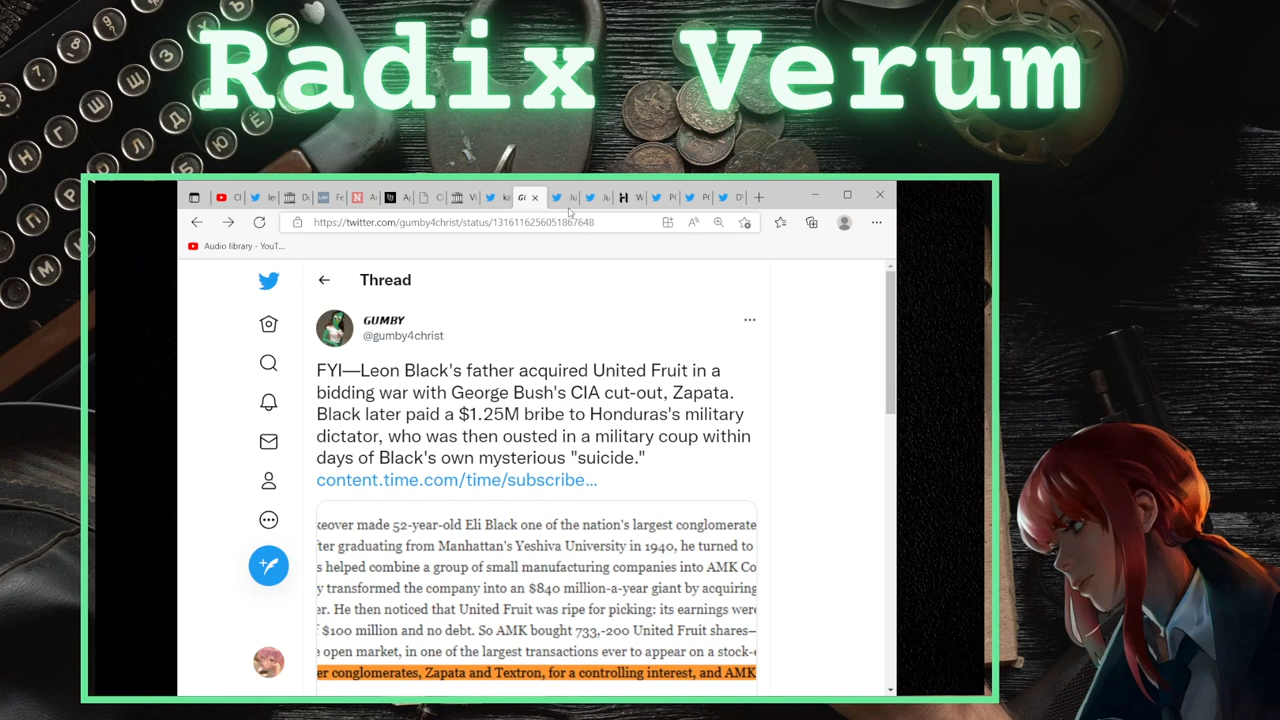 Radix Verum
https://twitter.com/gumby4christ/status/1316116256051867648
Audio library - YouT...
Thread
GUMBY
@gumby4christ
FYI—Leon Black's father acquired United Fruit in a
bidding war with George Bush's CIA cut-out, Zapata.
Black later paid a $1.25M bribe to Honduras's military
dictator, who was then ousted in a military coup within
days of Black's own mysterious "suicide."
content.time.com/time/subscribe...
keover made 52-year-old Eli Black one of the nation's largest conglomerate
ter graduating from Manhattan's Yeshiva University in 1940, he turned to
s helped combine a group of small manufacturing companies into AMK Co
y transformed the company into an $840 million-a-year giant by acquiring
er. He then noticed that United Fruit was ripe for picking: its earnings were
$100 million and no debt. So AMK bought 733,-200 United Fruit shares—
e open market, in one of the largest transactions ever to appear on a stock-
er conglomerates, Zapata and Textron, for a controlling interest, and AMK